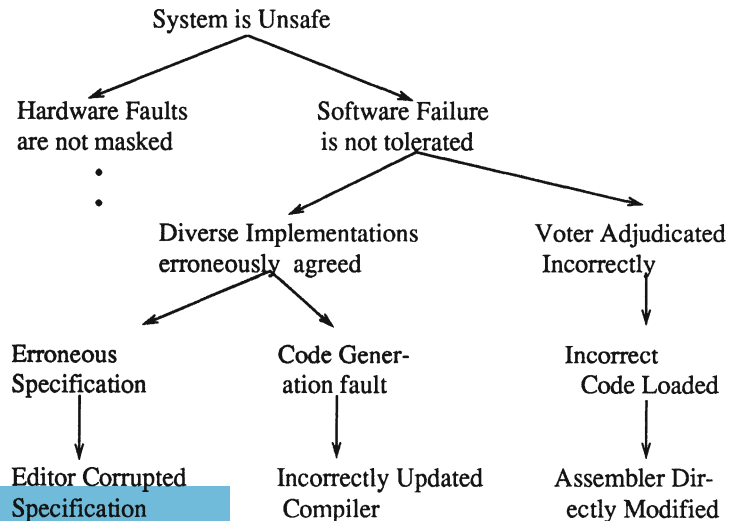 System is Unsafe
Hardware Faults
are not masked
Software Failure
is not tolerated
Diverse Implementations
erroneously agreed
Voter Adjudicated
Incorrectly
Erroneous
Specification
Code Gener-
ation fault
Incorrect
Code Loaded
Editor Corrupted
Specification
Incorrectly Updated
Compiler
Assembler Dir-
ectly Modified